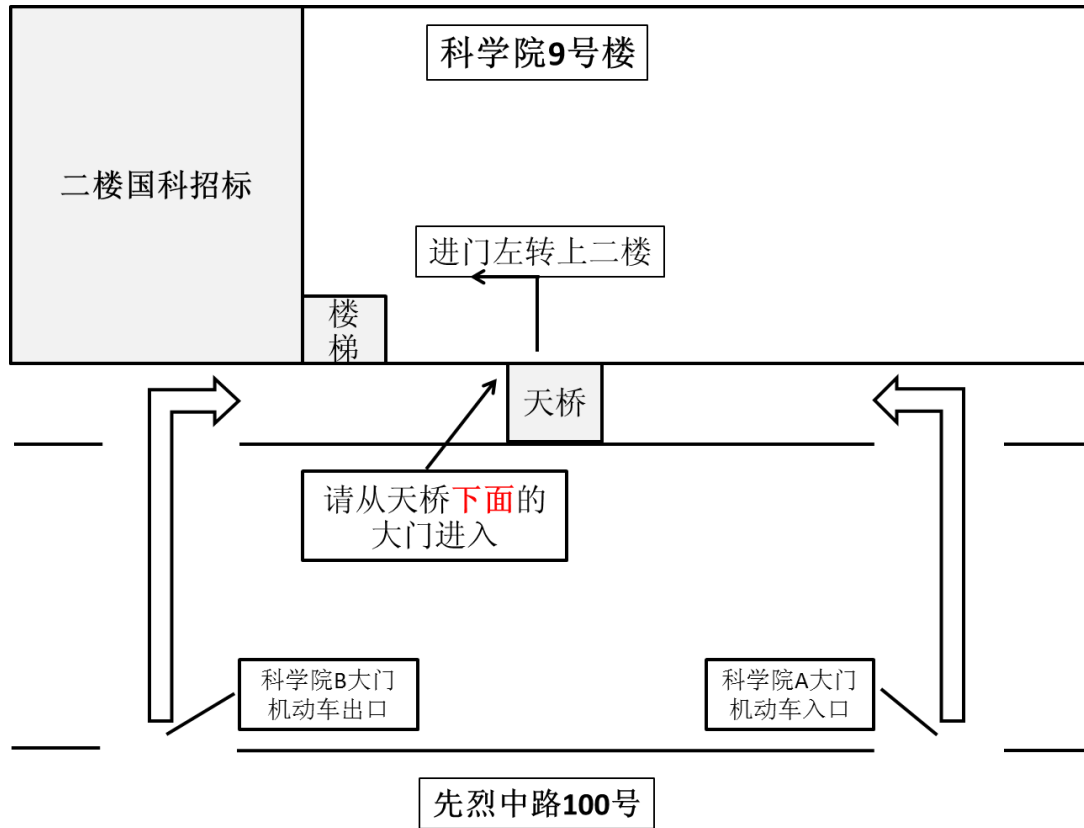 科学院9号楼
二楼国科招标
进门左转上二楼
楼
梯
天桥
请从天桥下面的
大门进入
科学院B大门
机动车出口
科学院A大门
机动车入口
先烈中路100号